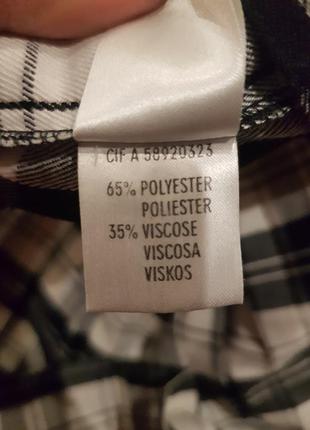 CIF A 58920323
65% POLYESTER
POLIESTER
35% VISCOSE
VISCOSA
VISKOS